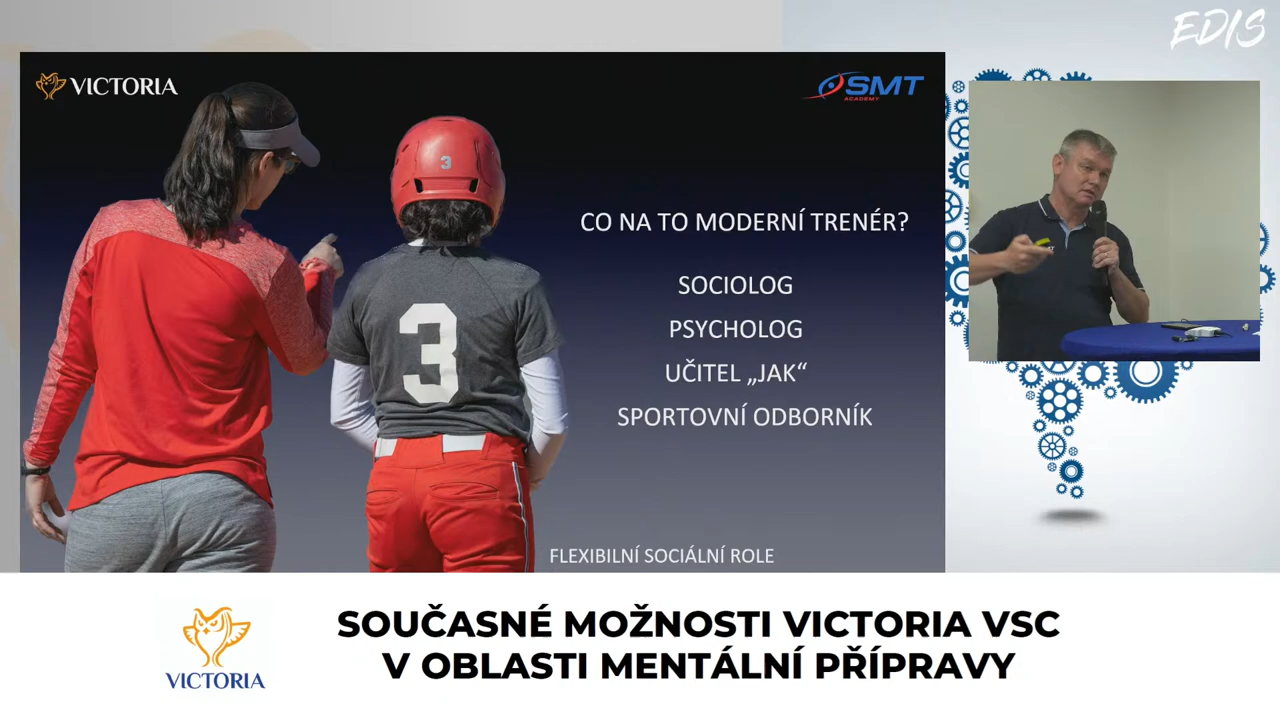 EDIS
VICTORIA
SMT
ACADEMY
3
3
CO NA TO MODERNÍ TRENÉR?
SOCIOLOG
PSYCHOLOG
UČITEL „JAK“
SPORTOVNÍ ODBORNÍK
FLEXIBILNÍ SOCIÁLNÍ ROLE
VICTORIA
SOUČASNÉ MOŽNOSTI VICTORIA VSC
V OBLASTI MENTÁLNÍ PŘÍPRAVY